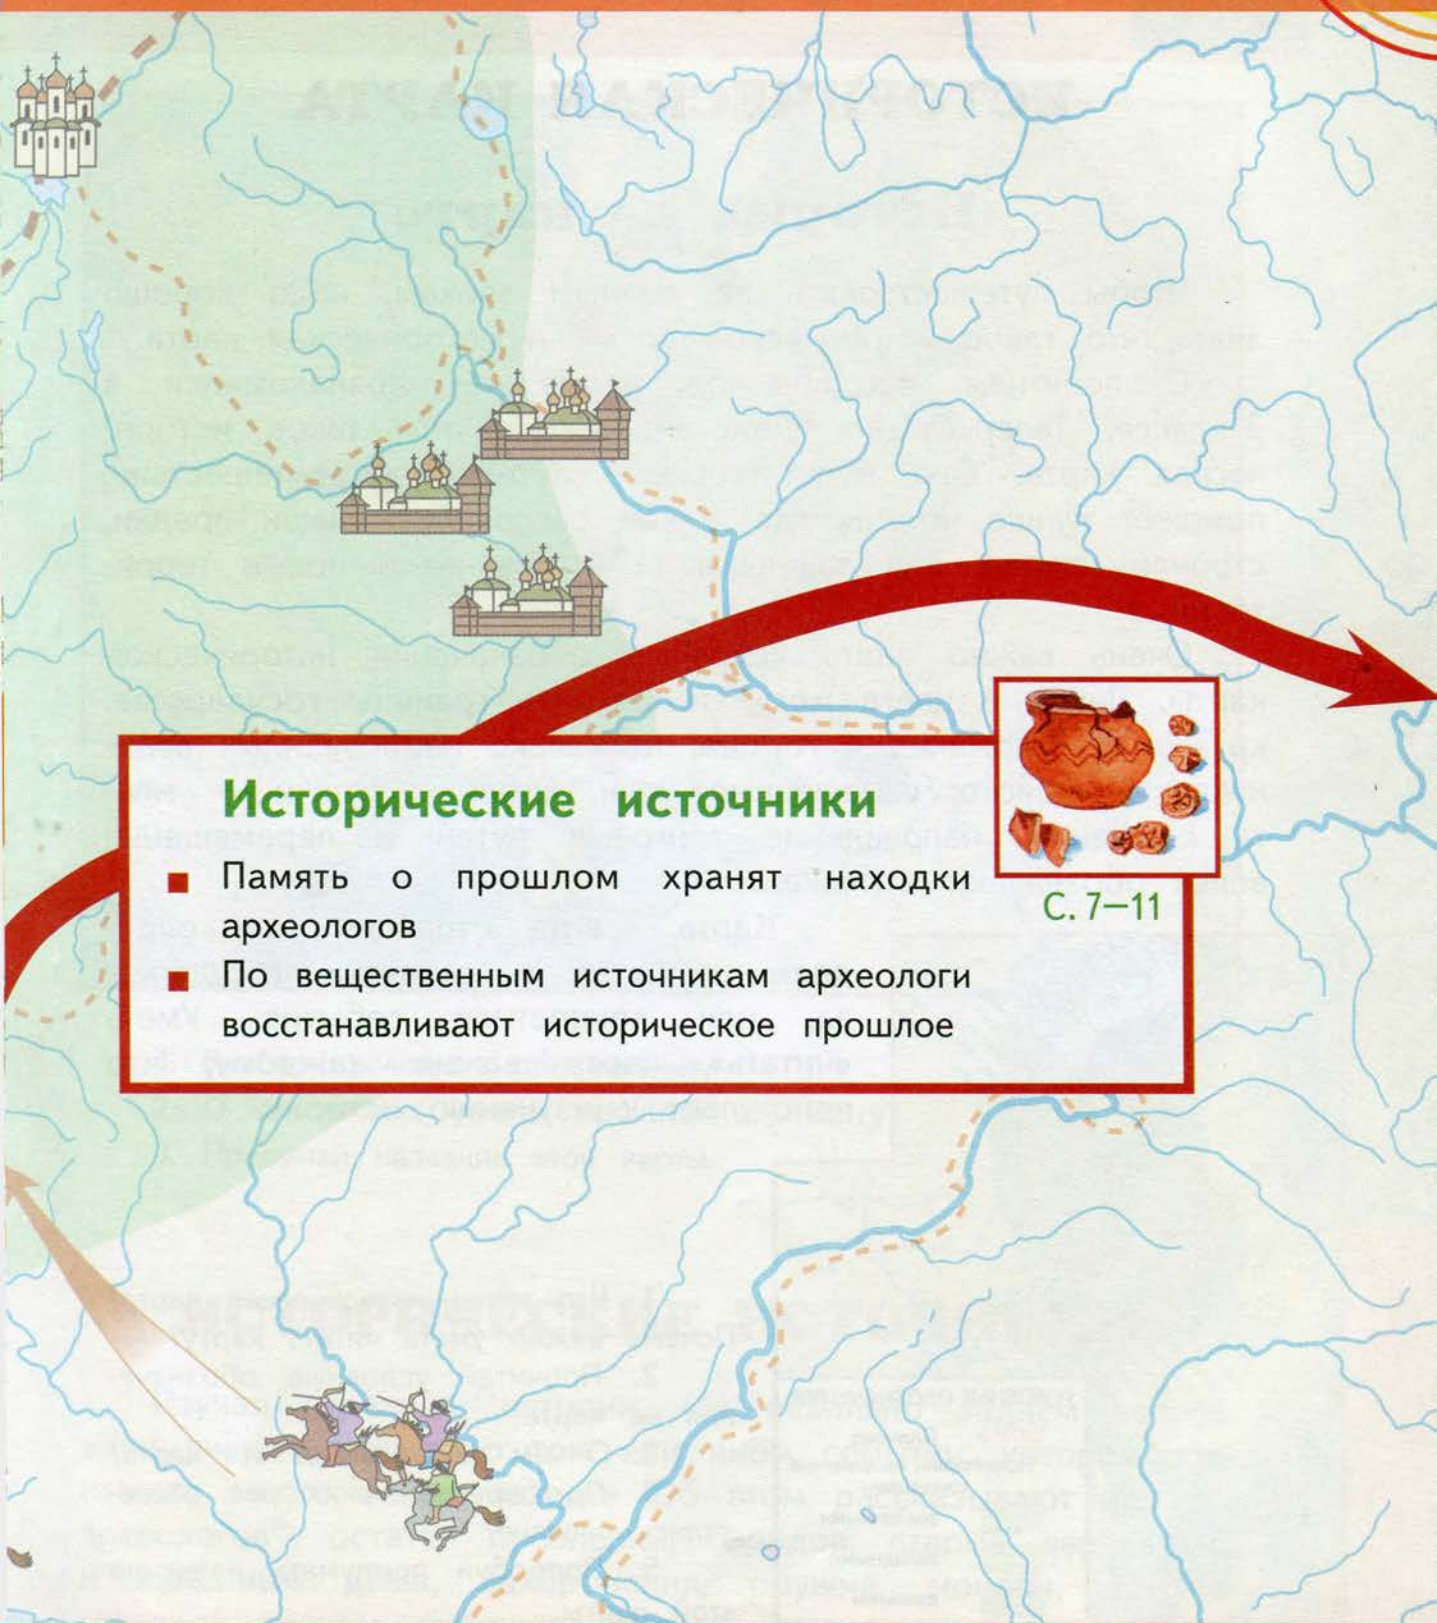 Исторические источники
Память о прошлом хранят находки
археологов
С. 7—11
По вещественным источникам археологи
восстанавливают историческое прошлое